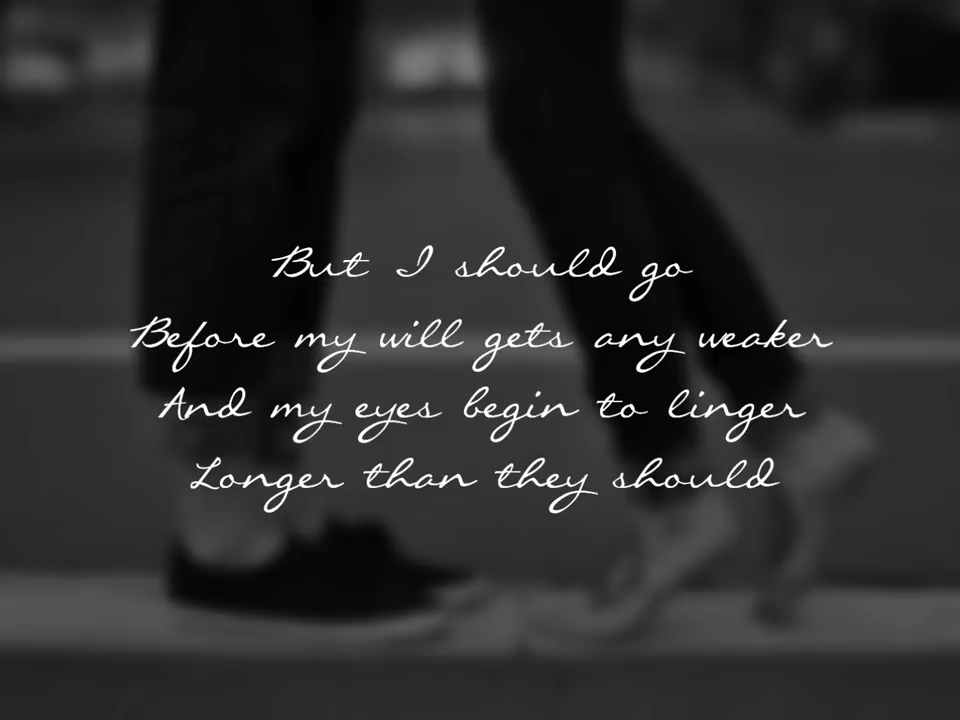 But I should go
Before my will gets any weaker
And my eyes begin to linger
Longer than they should